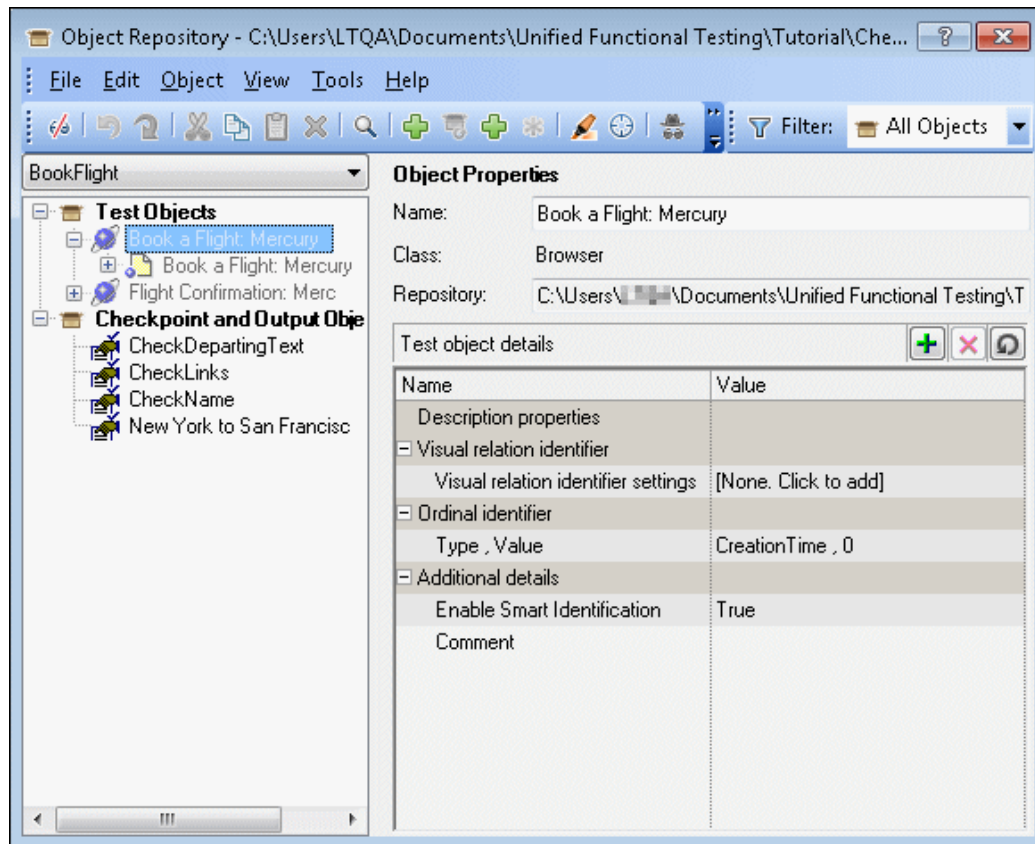 Object Repository - C:\Users\LTQA\Documents\Unified Functional Testing\Tutorial\Che...
File Edit Object View Tools Help
Filter: All Objects
BookFlight
Test Objects
Book a Flight: Mercury
Book a Flight: Mercury
Flight Confirmation: Merc
Checkpoint and Output Obje
CheckDepartingText
CheckLinks
CheckName
New York to San Francisc
Object Properties
Name: Book a Flight: Mercury
Class: Browser
Repository: C:\Users\ \Documents\Unified Functional Testing\T
Test object details
Name Value
Description properties
Visual relation identifier
Visual relation identifier settings [None. Click to add]
Ordinal identifier
Type , Value CreationTime , 0
Additional details
Enable Smart Identification True
Comment